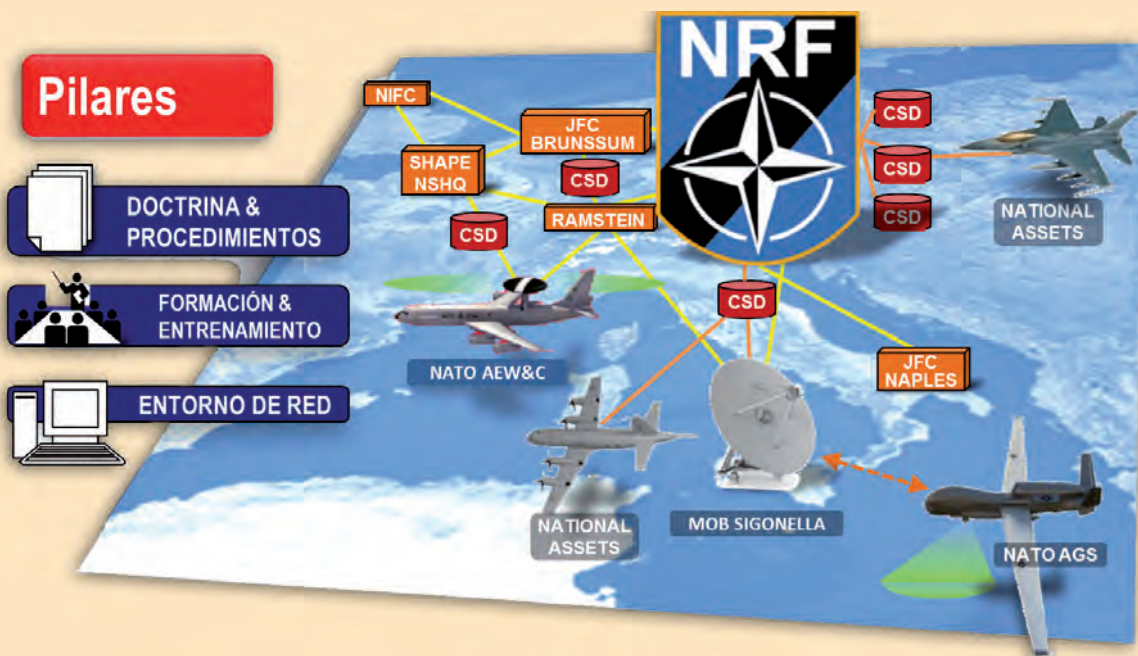 Pilares
DOCTRINA &
PROCEDIMIENTOS
FORMACIÓN &
ENTRENAMIENTO
ENTORNO DE RED
NRF
NIFC
JFC
BRUNSSUM
SHAPE
NSHQ
CSD
RAMSTEIN
CSD
CSD
CSD
CSD
NATIONAL
ASSETS
CSD
NATO AEW&C
JFC
NAPLES
NATIONAL
ASSETS
MOB SIGONELLA
NATO AGS